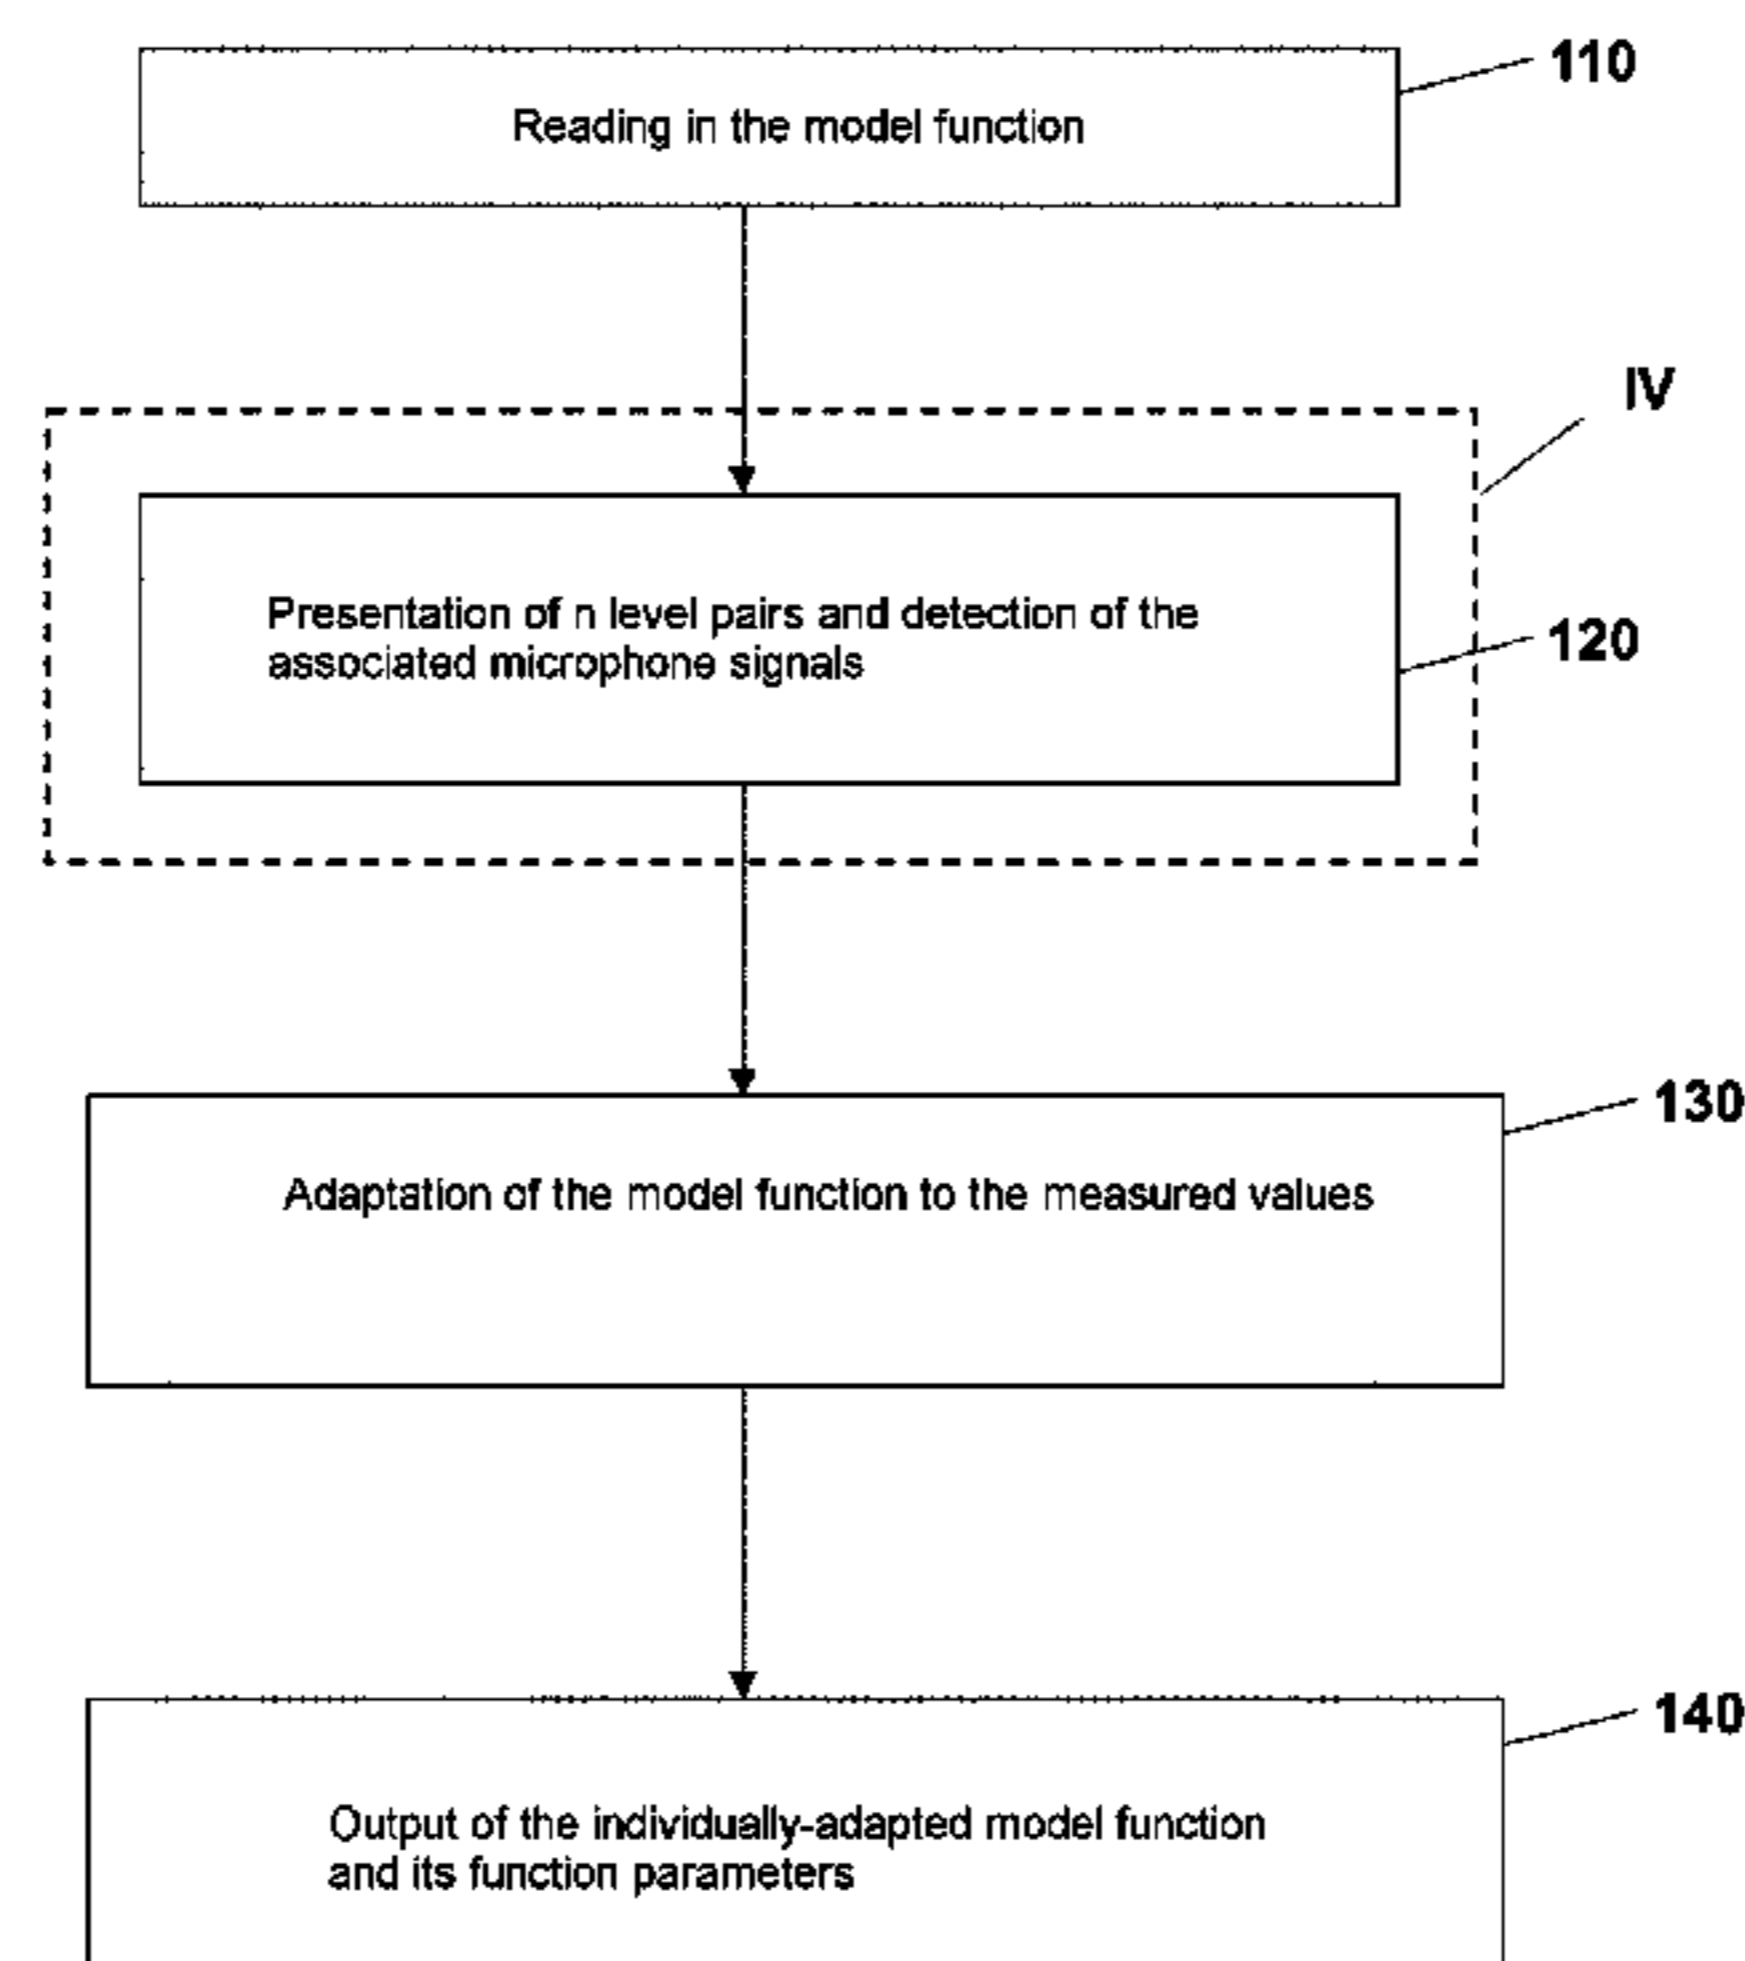 110
Reading in the model function
IV
Presentation of n level pairs and detection of the
associated microphone signals
120
130
Adaptation of the model function to the measured values
140
Output of the individually-adapted model function
and its function parameters